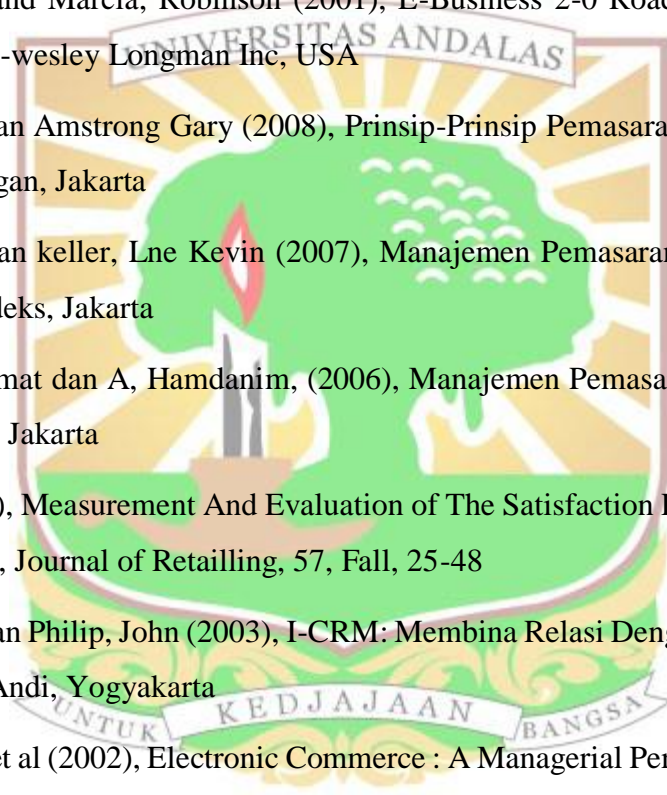 and Marcia, Robinson (2001), E-Business 2-0 Road
-wesley Longman Inc, USA
UNIVERSITAS ANDALAS
an Amstrong Gary (2008), Prinsip-Prinsip Pemasara
gan, Jakarta
an keller, Lne Kevin (2007), Manajemen Pemasaran
deks, Jakarta
mat dan A, Hamdanim, (2006), Manajemen Pemasa
Jakarta
), Measurement And Evaluation of The Satisfaction
, Journal of Retailling, 57, Fall, 25-48
an Philip, John (2003), I-CRM: Membina Relasi Deng
Andi, Yogyakarta
UNTUK KEDJAJAAN BANGSA
et al (2002), Electronic Commerce : A Managerial Per